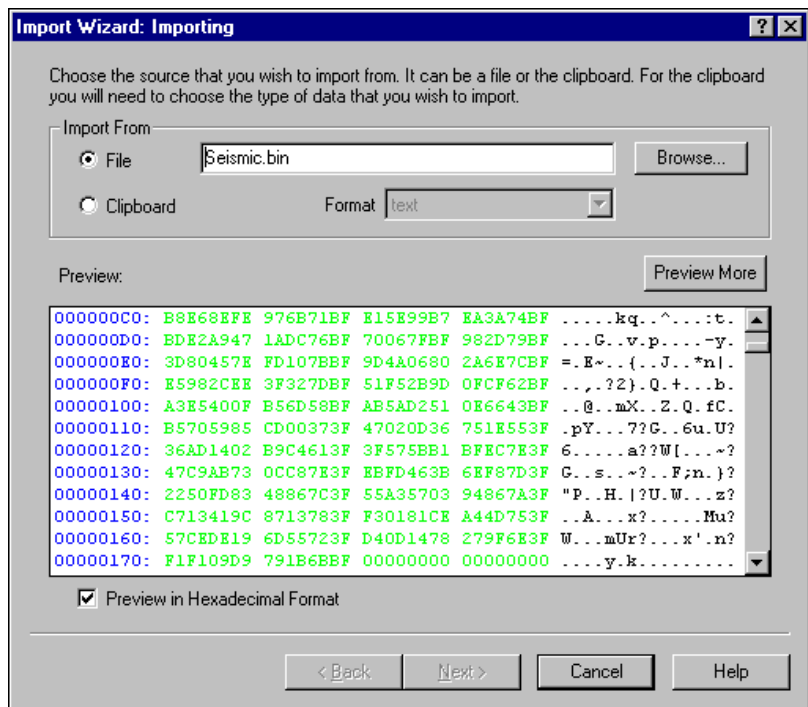 Import Wizard: Importing
Choose the source that you wish to import from. It can be a file or the clipboard. For the clipboard
you will need to choose the type of data that you wish to import.
Import From
File Seismic.bin Browse...
Clipboard Format text
Preview: Preview More
000000C0: B8E68EFE 976B71BF E15E99B7 EA3A74BF .....kq..^...:t.
000000D0: BDE2A947 1ADC76BF 70067FBF 982D79BF ...G..v.p....-y.
000000E0: 3D80457E FD107BBF 9D4A0680 2A6E7CBF =.E~..{..J..*n|.
000000F0: E5982CEE 3F327DBF 51F52B9D 0FCF62BF ..,.?2}.Q.+...b.
00000100: A3E5400F B56D58BF AB5AD251 0E6643BF ..@..mX..Z.Q.fC.
00000110: B5705985 CD00373F 47020D36 751E553F .pY...7?G..6u.U?
00000120: 36AD1402 B9C4613F 3F575BB1 BFEC7E3F 6.....a??W[...~?
00000130: 47C9AB73 0CC87E3F EBFD463B 6EF87D3F G..s..~?..F;n.}?
00000140: 2250FD83 48867C3F 55A35703 94867A3F "P..H.|?U.W...z?
00000150: C713419C 8713783F F30181CE A44D753F ..A...x?.....Mu?
00000160: 57CEDE19 6D55723F D40D1478 279F6E3F W...mUr?...x'.n?
00000170: F1F109D9 791B6BBF 00000000 00000000 ....y.k.........
Preview in Hexadecimal Format
< Back Next > Cancel Help